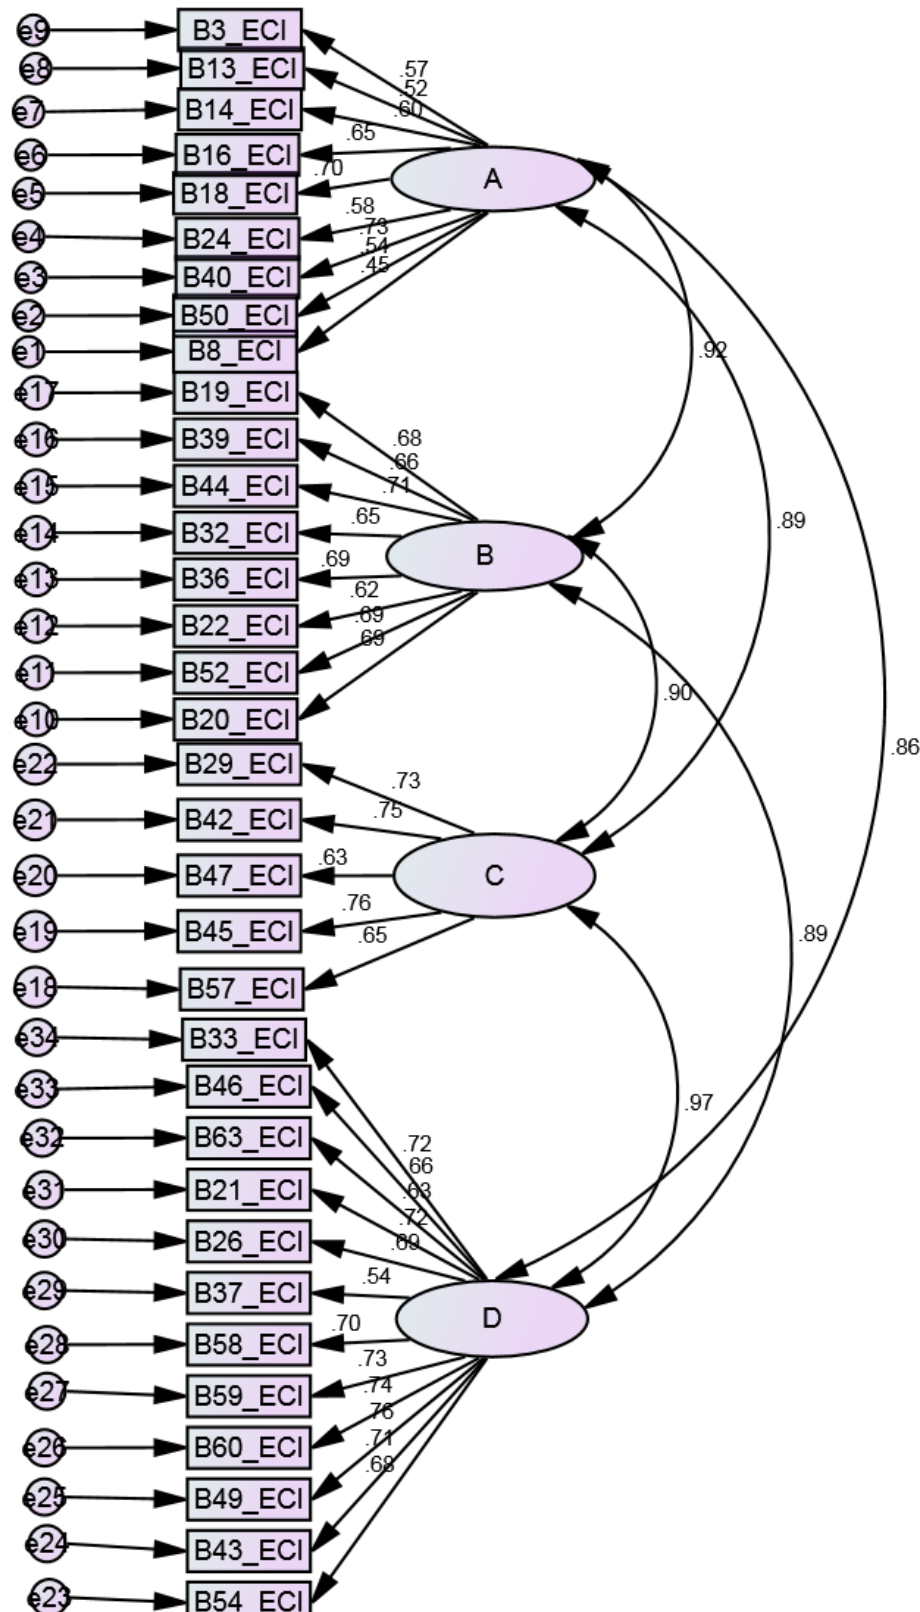 e9 B3_ECI
.57
e8 B13_ECI
.52
e7 B14_ECI
.60
.65
e6 B16_ECI
.70
A
e5 B18_ECI
.58
.73
e4 B24_ECI
.54
.45
e3 B40_ECI
e2 B50_ECI
e1 B8_ECI
.92
e17 B19_ECI
.68
e16 B39_ECI
.66
.71
e15 B44_ECI
.65
.89
e14 B32_ECI
B
.69
e13 B36_ECI
.62
.69
e12 B22_ECI
.69
e11 B52_ECI
.90
e10 B20_ECI
.86
e22 B29_ECI
.73
.75
e21 B42_ECI
.63
e20 B47_ECI
C
.76
e19 B45_ECI
.65
.89
e18 B57_ECI
e34 B33_ECI
e33 B46_ECI
.97
e32 B63_ECI
.72
.66
e31 B21_ECI
.63
.72
e30 B26_ECI
.69
.54
e29 B37_ECI
D
.70
e28 B58_ECI
.73
.74
e27 B59_ECI
.76
.71
e26 B60_ECI
.68
e25 B49_ECI
e24 B43_ECI
e23 B54_ECI